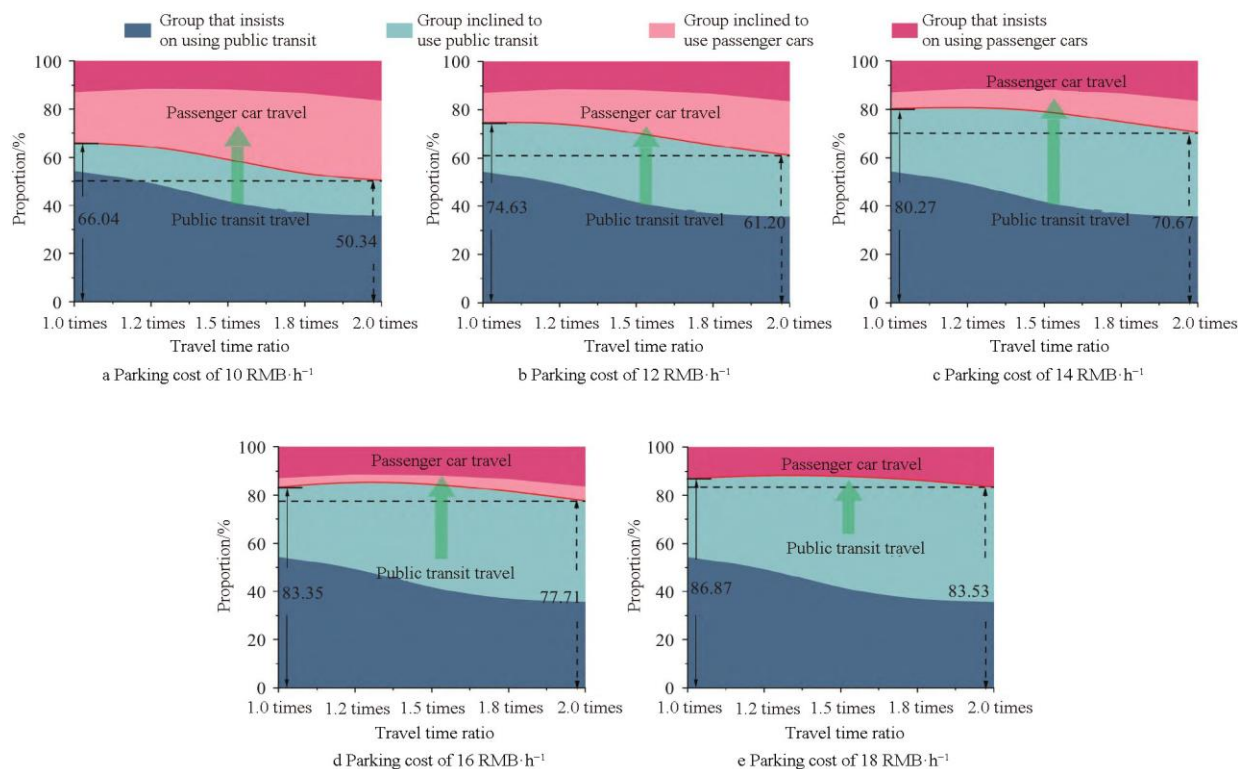 Group that insists on using public transit
Group inclined to use public transit
Group inclined to use passenger cars
Group that insists on using passenger cars
100
80
60
40
20
0
Proportion/%
Passenger car travel
Public transit travel
66.04
50.34
1.0 times 1.2 times 1.5 times 1.8 times 2.0 times
Travel time ratio
a Parking cost of 10 RMB·h⁻¹
100
80
60
40
20
0
Proportion/%
Passenger car travel
Public transit travel
74.63
61.20
1.0 times 1.2 times 1.5 times 1.8 times 2.0 times
Travel time ratio
b Parking cost of 12 RMB·h⁻¹
100
80
60
40
20
0
Proportion/%
Passenger car travel
Public transit travel
80.27
70.67
1.0 times 1.2 times 1.5 times 1.8 times 2.0 times
Travel time ratio
c Parking cost of 14 RMB·h⁻¹
100
80
60
40
20
0
Proportion/%
Passenger car travel
Public transit travel
83.35
77.71
1.0 times 1.2 times 1.5 times 1.8 times 2.0 times
Travel time ratio
d Parking cost of 16 RMB·h⁻¹
100
80
60
40
20
0
Proportion/%
Passenger car travel
Public transit travel
86.87
83.53
1.0 times 1.2 times 1.5 times 1.8 times 2.0 times
Travel time ratio
e Parking cost of 18 RMB·h⁻¹